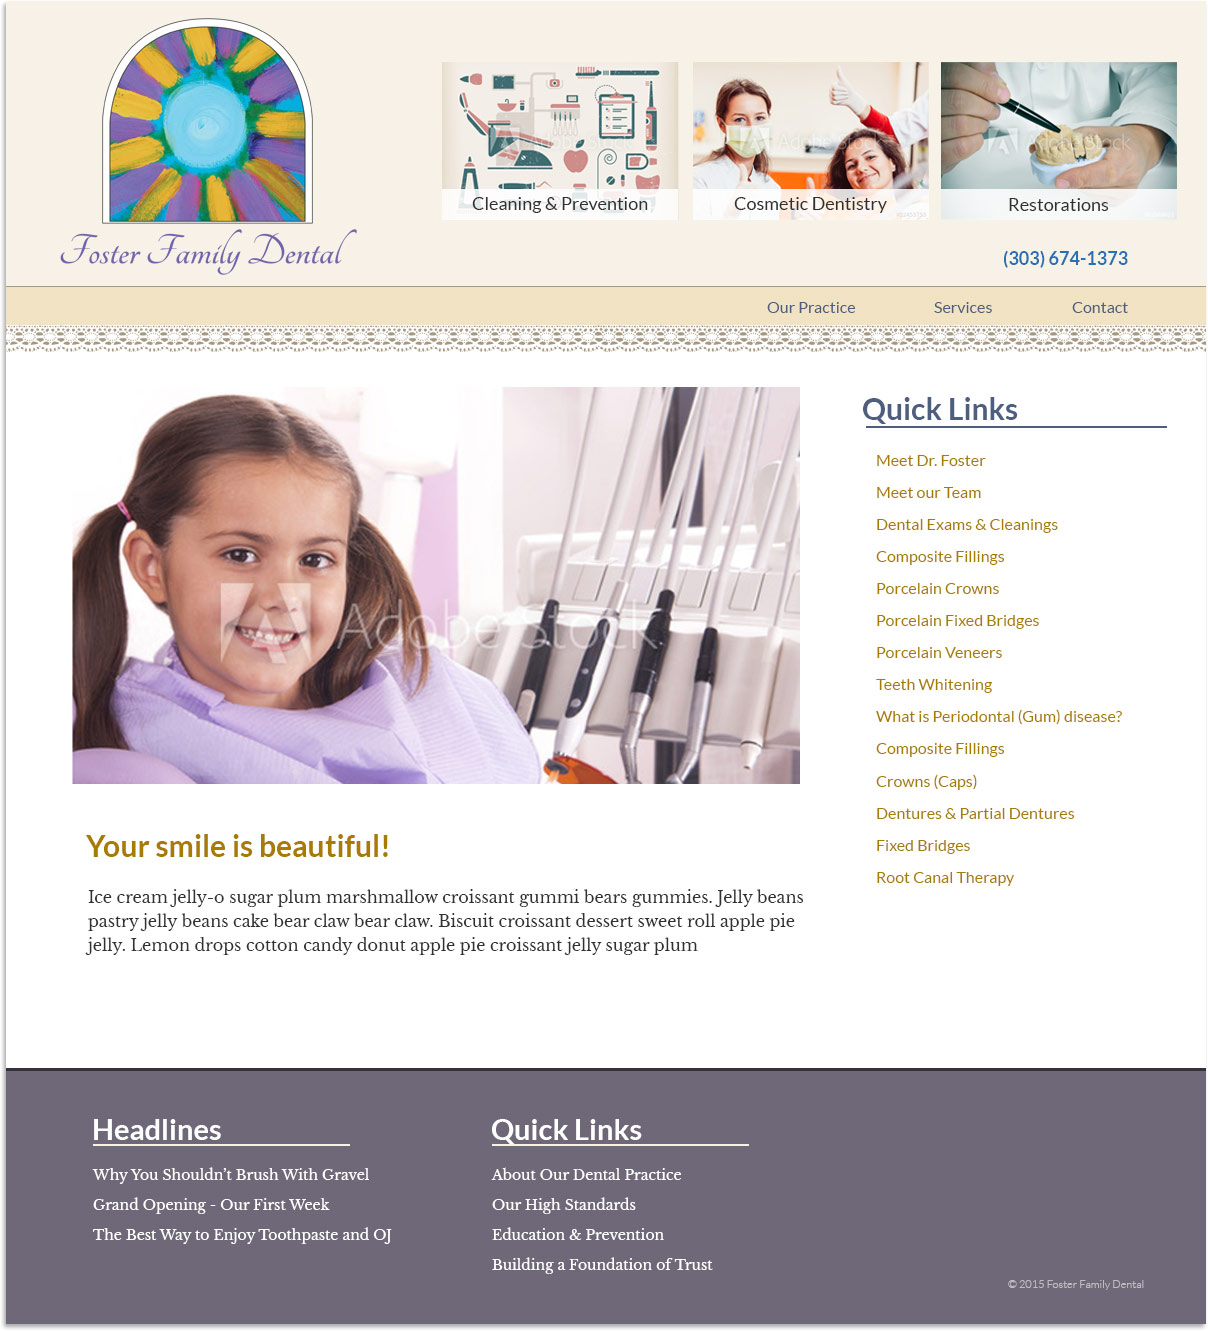 Foster Family Dental
Adobe Stock
Cleaning & Prevention
Adobe Stock
Cosmetic Dentistry
Adobe Stock
Restorations
(303) 674-1373
Our Practice
Services
Contact
Adobe Stock
Quick Links
Meet Dr. Foster
Meet our Team
Dental Exams & Cleanings
Composite Fillings
Porcelain Crowns
Porcelain Fixed Bridges
Porcelain Veneers
Teeth Whitening
What is Periodontal (Gum) disease?
Composite Fillings
Crowns (Caps)
Dentures & Partial Dentures
Fixed Bridges
Root Canal Therapy
Your smile is beautiful!
Ice cream jelly-o sugar plum marshmallow croissant gummi bears gummies. Jelly beans
pastry jelly beans cake bear claw bear claw. Biscuit croissant dessert sweet roll apple pie
jelly. Lemon drops cotton candy donut apple pie croissant jelly sugar plum
Headlines
Why You Shouldn’t Brush With Gravel
Grand Opening - Our First Week
The Best Way to Enjoy Toothpaste and OJ
Quick Links
About Our Dental Practice
Our High Standards
Education & Prevention
Building a Foundation of Trust
© 2015 Foster Family Dental